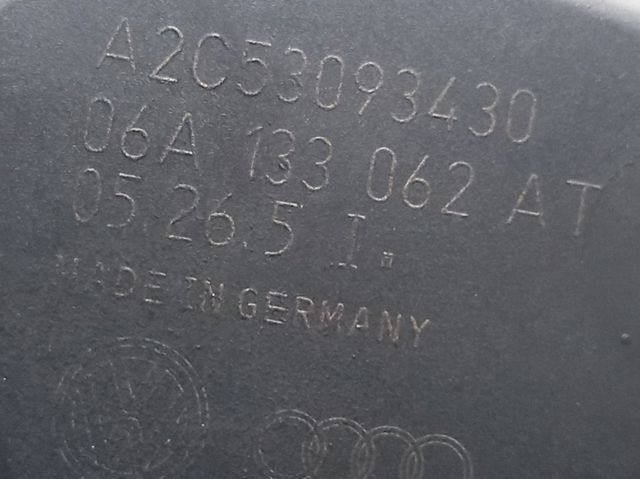 A2C53093430
06A 133 062 AT
05.26.5 I.
MADE IN GERMANY